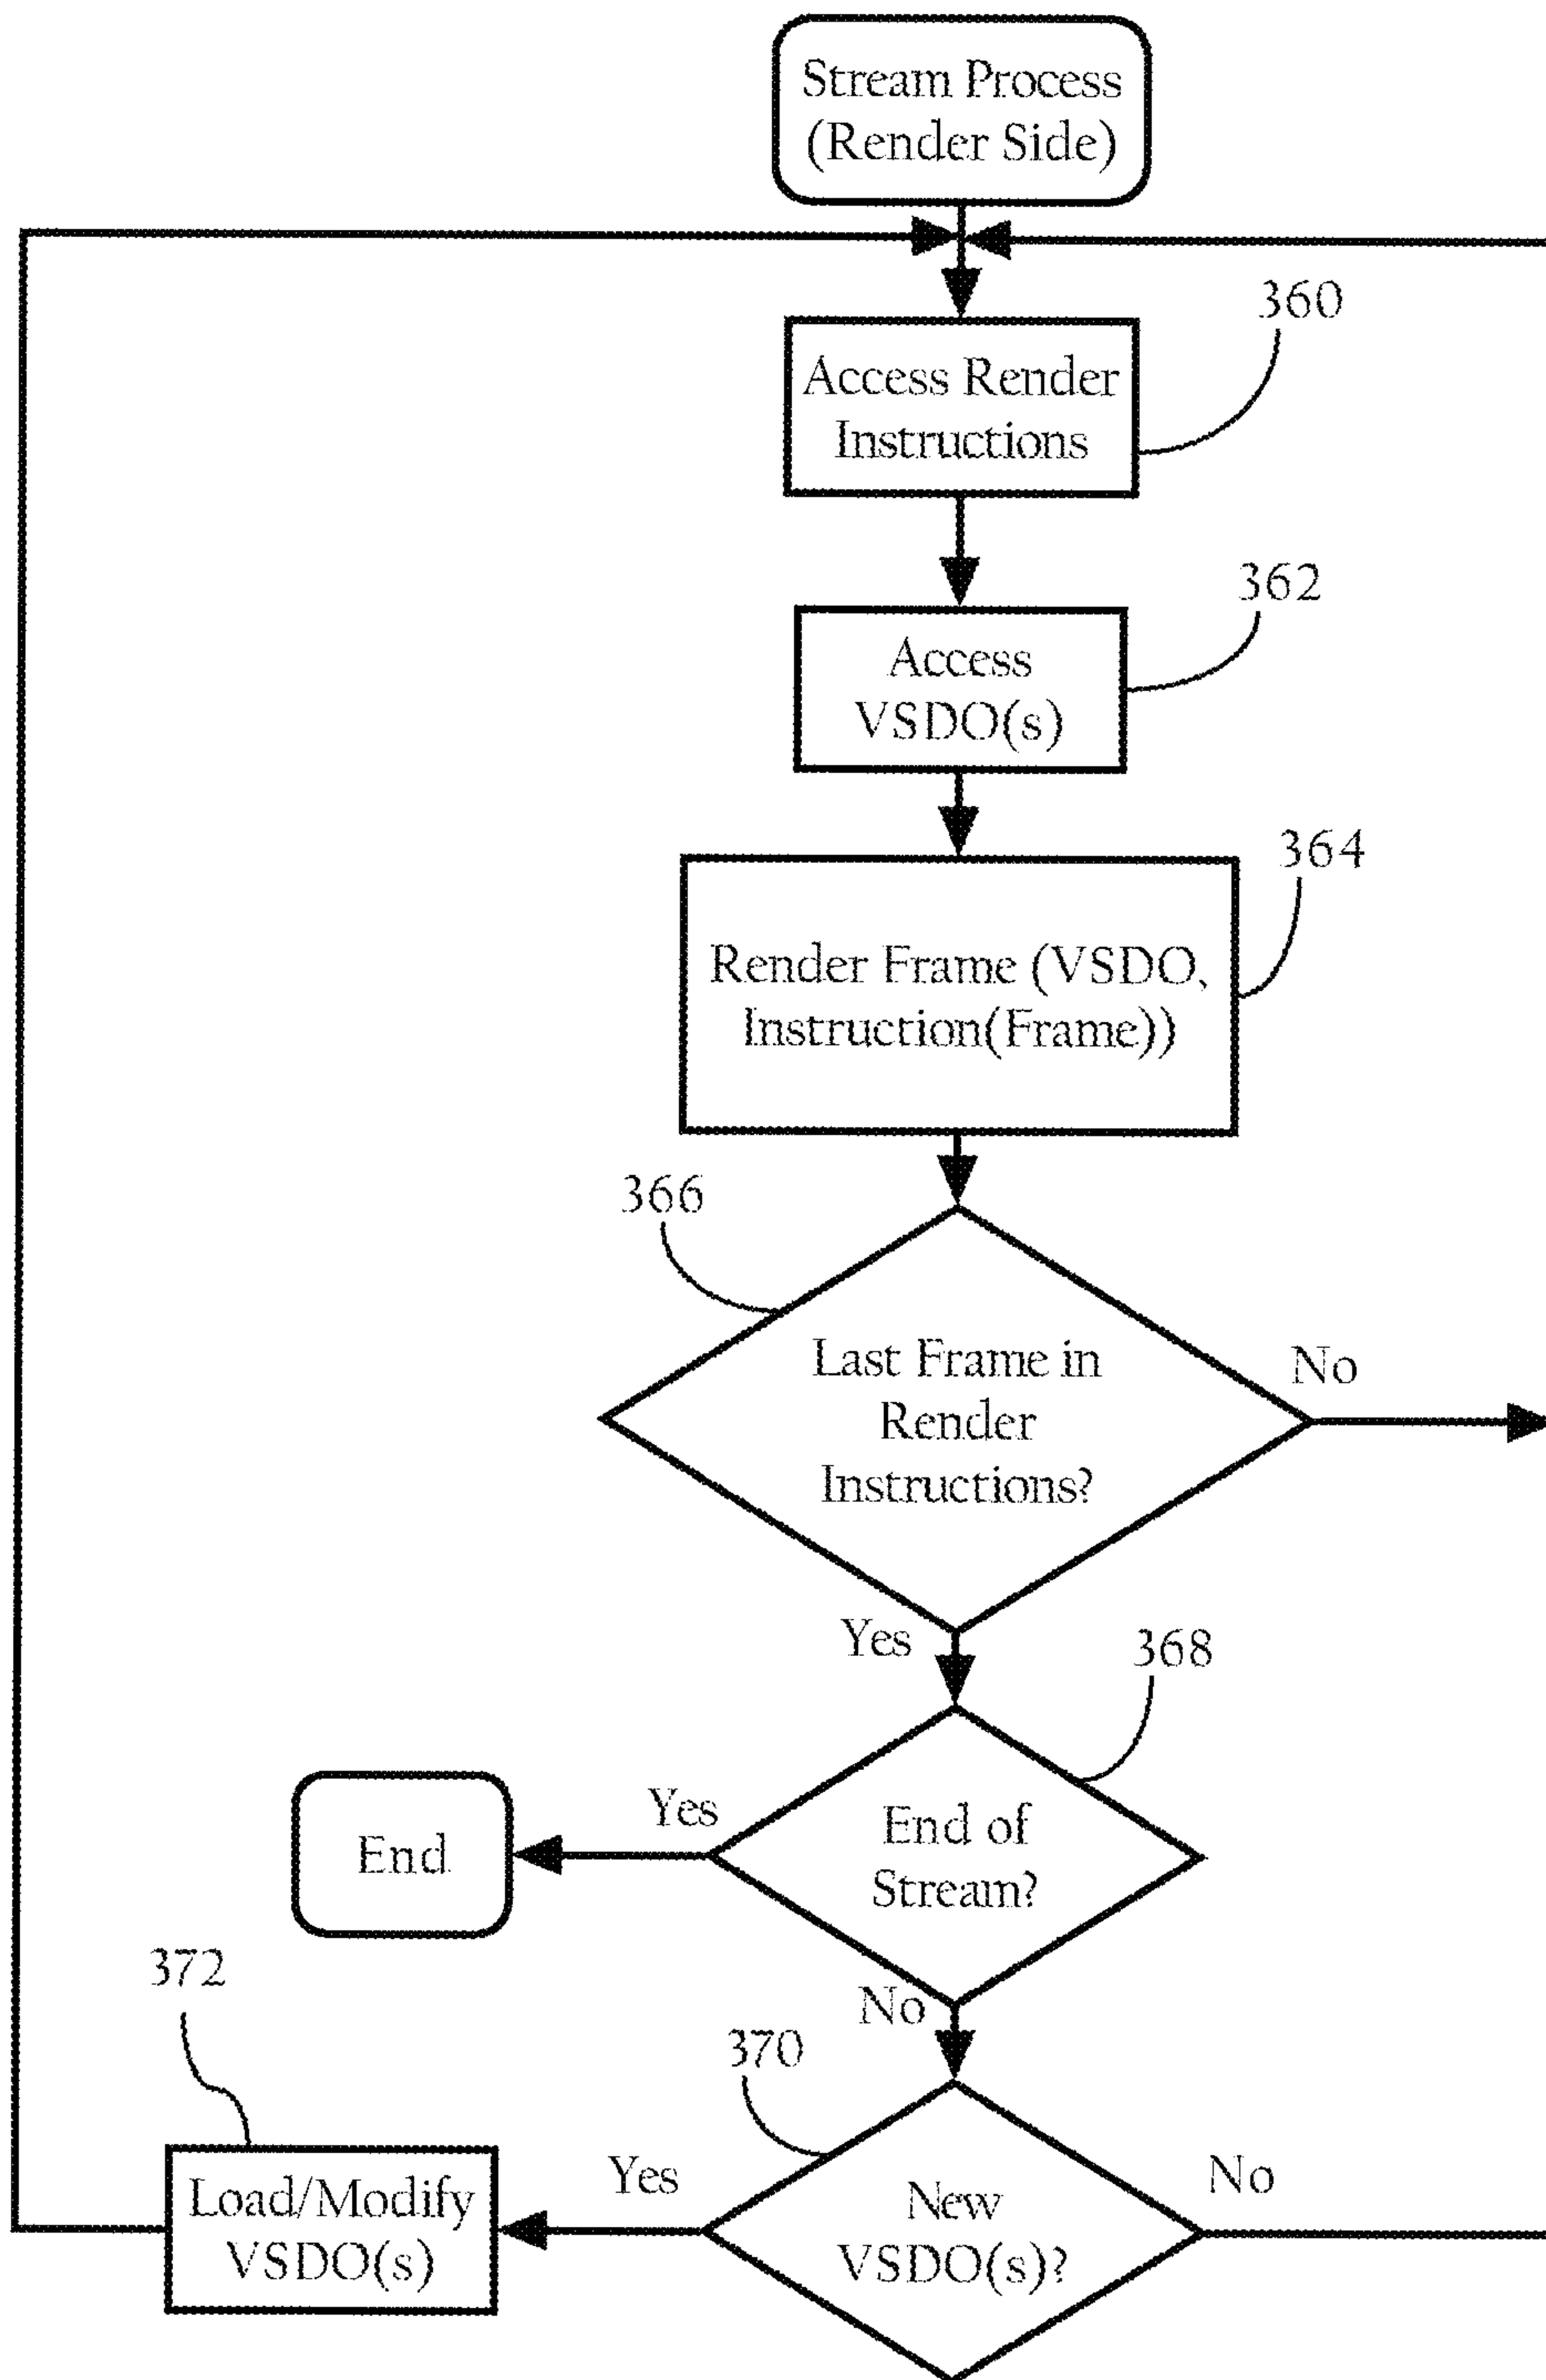 Stream Process
(Render Side)
360
Access Render
Instructions
362
Access
VSDO(s)
364
Render Frame (VSDO,
Instruction(Frame))
366
Last Frame in
Render
Instructions?
No
Yes
368
End of
Stream?
Yes
End
No
372
370
Load/Modify
VSDO(s)
Yes
New
VSDO(s)?
No